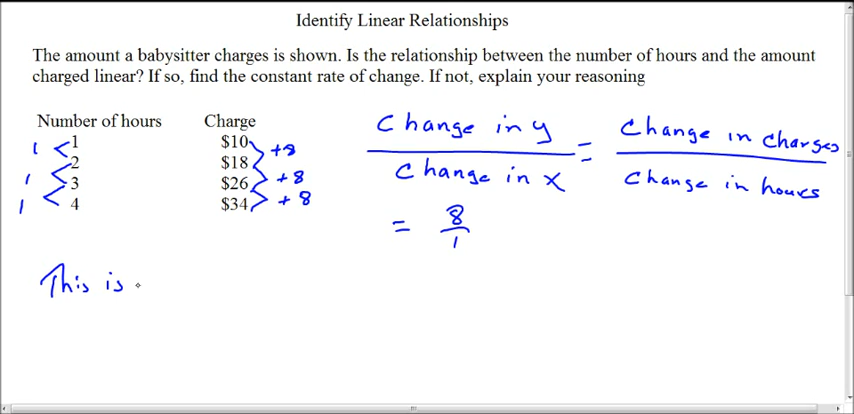 Identify Linear Relationships
The amount a babysitter charges is shown. Is the relationship between the number of hours and the amount
charged linear? If so, find the constant rate of change. If not, explain your reasoning
Number of hours Charge
1 $10
2 $18
3 $26
4 $34
1
1
1
+8
+8
+8
Change in y / Change in x = Change in charges / Change in hours
= 8 / 1
This is